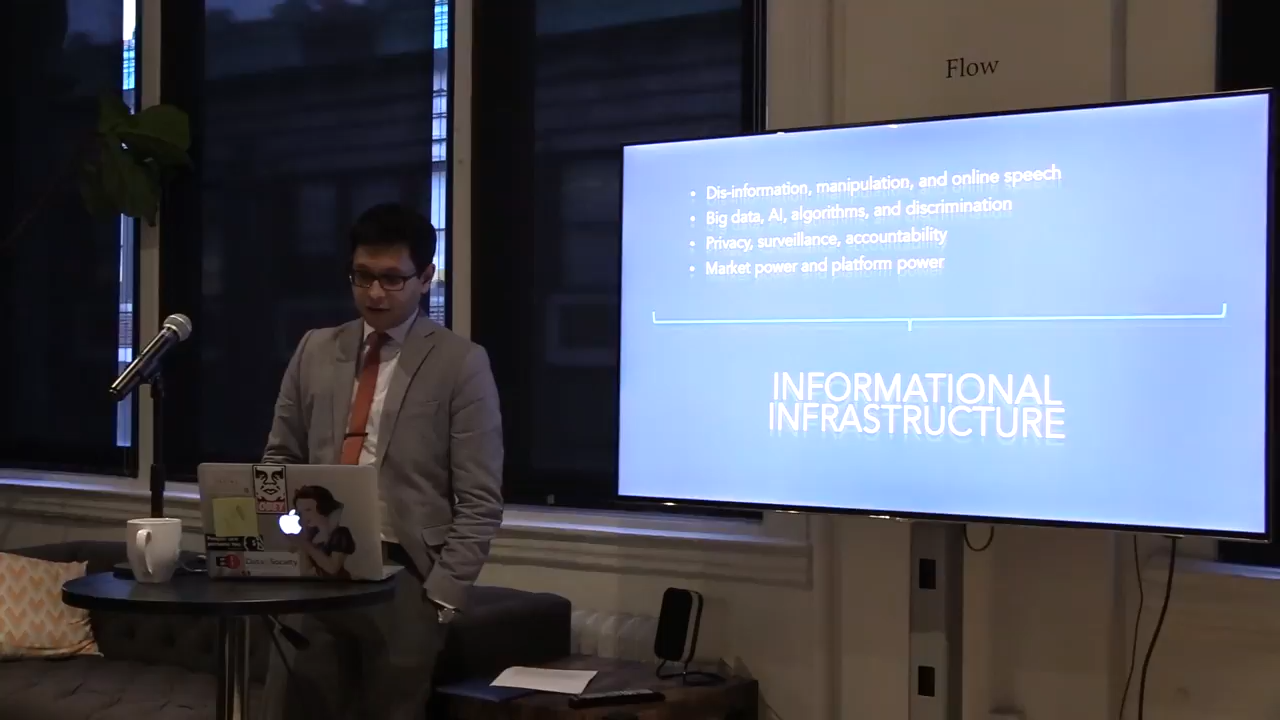 Flow
• Dis-information, manipulation, and online speech
• Big data, AI, algorithms, and discrimination
• Privacy, surveillance, accountability
• Market power and platform power
INFORMATIONAL
INFRASTRUCTURE
OBEY
Data&Society